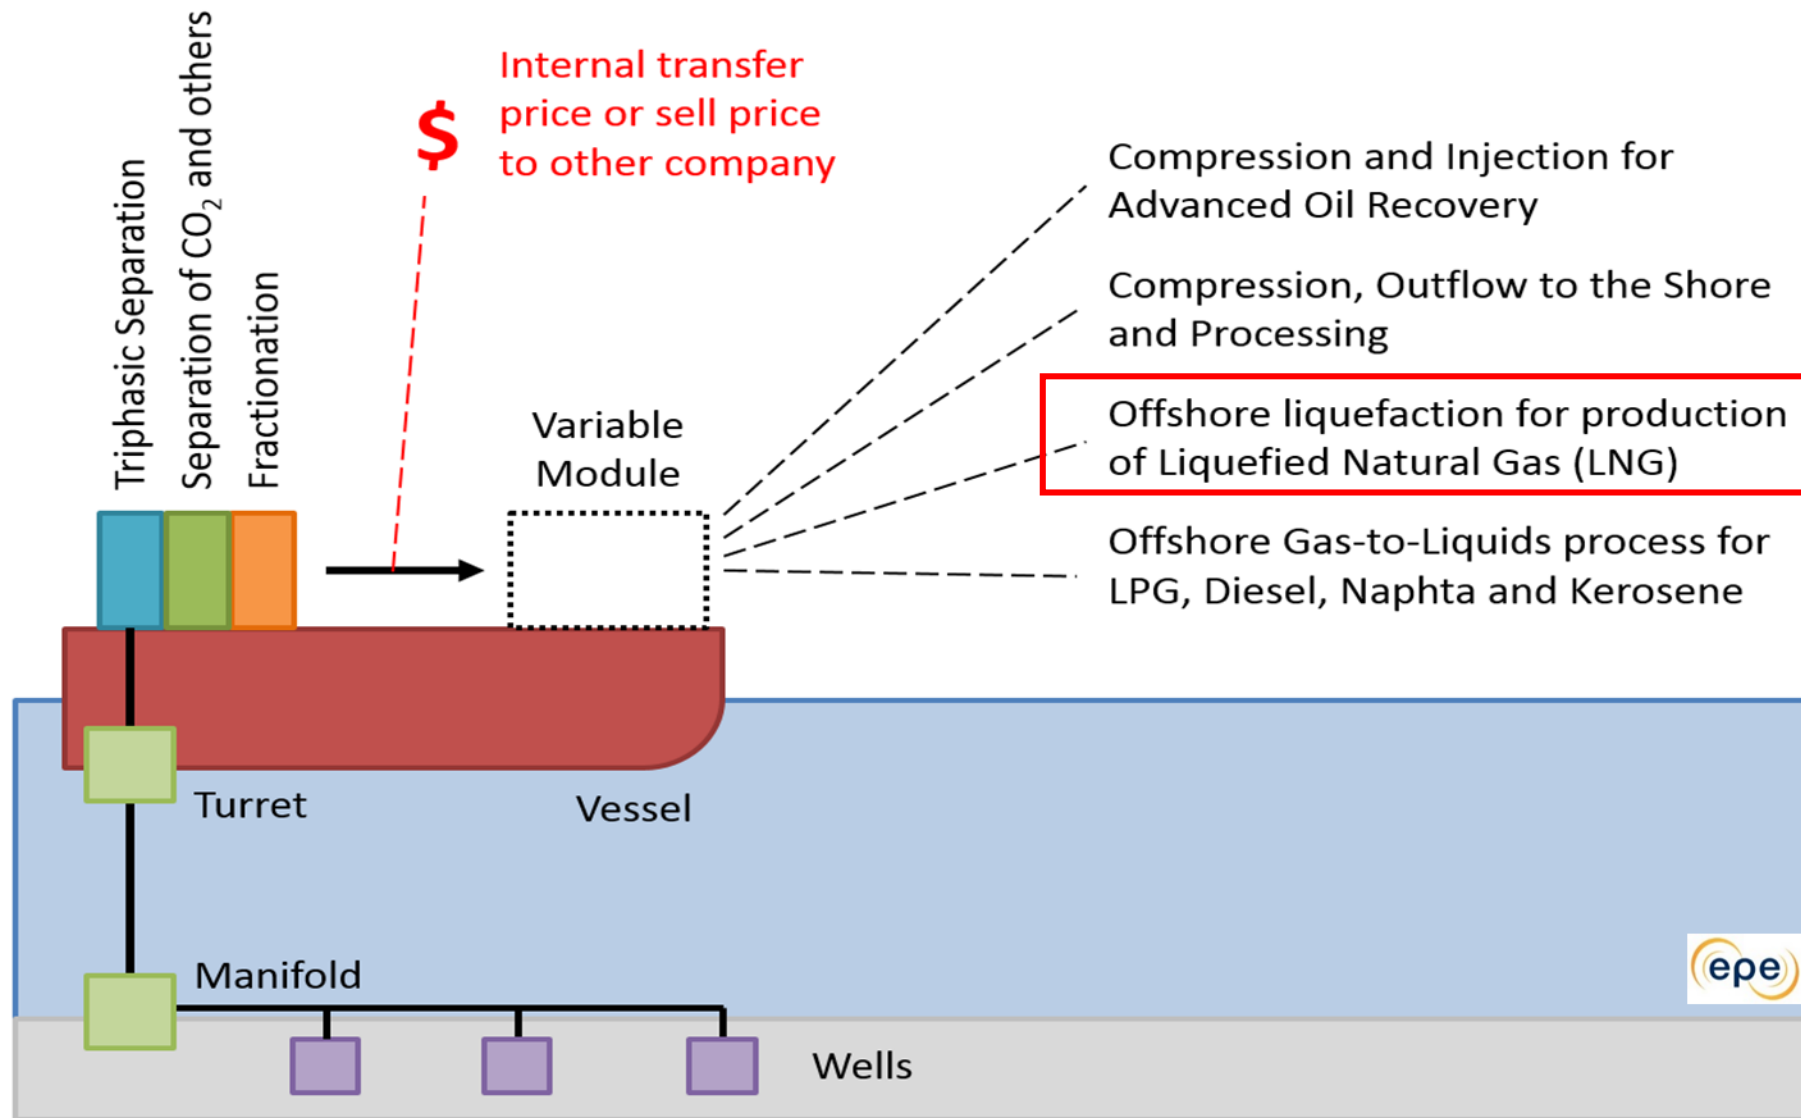 Triphasic Separation
Separation of CO₂ and others
Fractionation
$
Internal transfer
price or sell price
to other company
Variable
Module
Compression and Injection for
Advanced Oil Recovery
Compression, Outflow to the Shore
and Processing
Offshore liquefaction for production
of Liquefied Natural Gas (LNG)
Offshore Gas-to-Liquids process for
LPG, Diesel, Naphta and Kerosene
Turret
Vessel
Manifold
Wells
epe